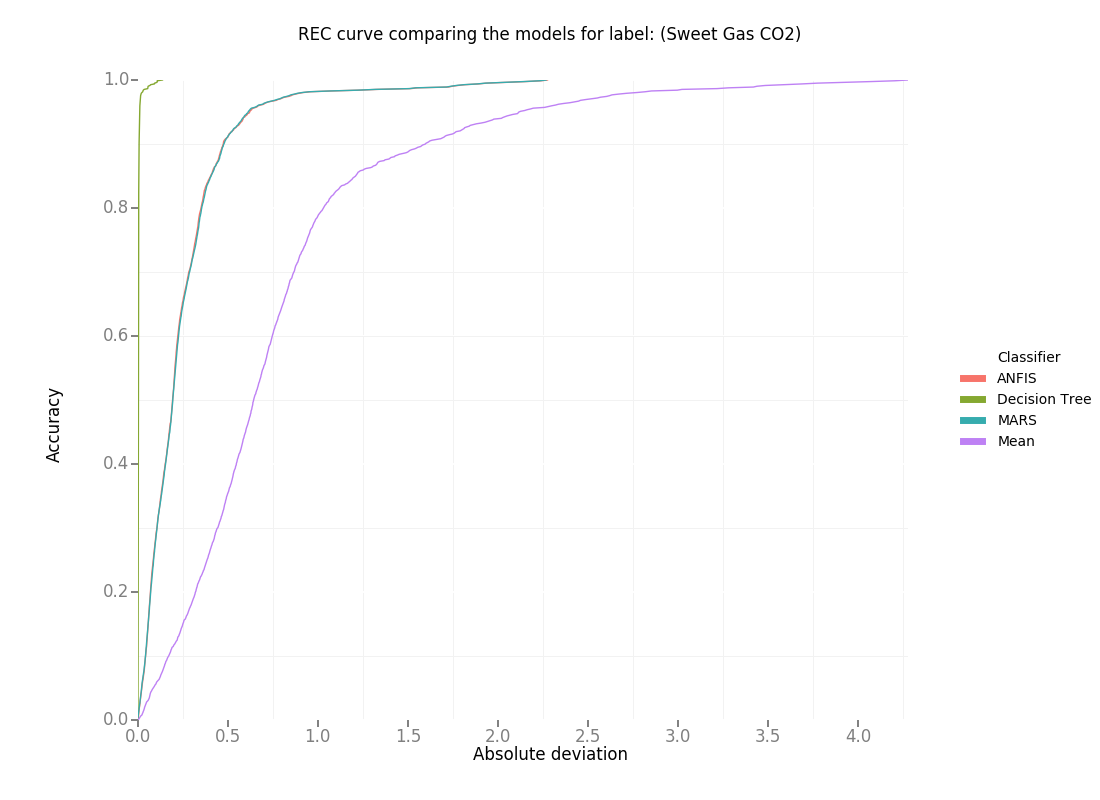 REC curve comparing the models for label: (Sweet Gas CO2)
1.0
0.8
0.6
0.4
0.2
0.0
Accuracy
0.0 0.5 1.0 1.5 2.0 2.5 3.0 3.5 4.0
Absolute deviation
Classifier
ANFIS
Decision Tree
MARS
Mean